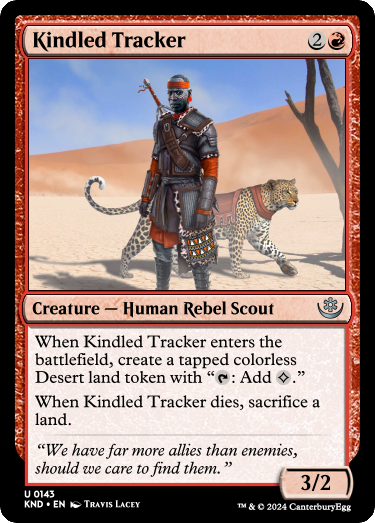 Kindled Tracker 2
Creature — Human Rebel Scout
When Kindled Tracker enters the
battlefield, create a tapped colorless
Desert land token with “: Add .”
When Kindled Tracker dies, sacrifice a
land.
“We have far more allies than enemies,
should we care to find them.”
3/2
U 0143
KND • EN Travis Lacey
™ & © 2024 CanterburyEgg